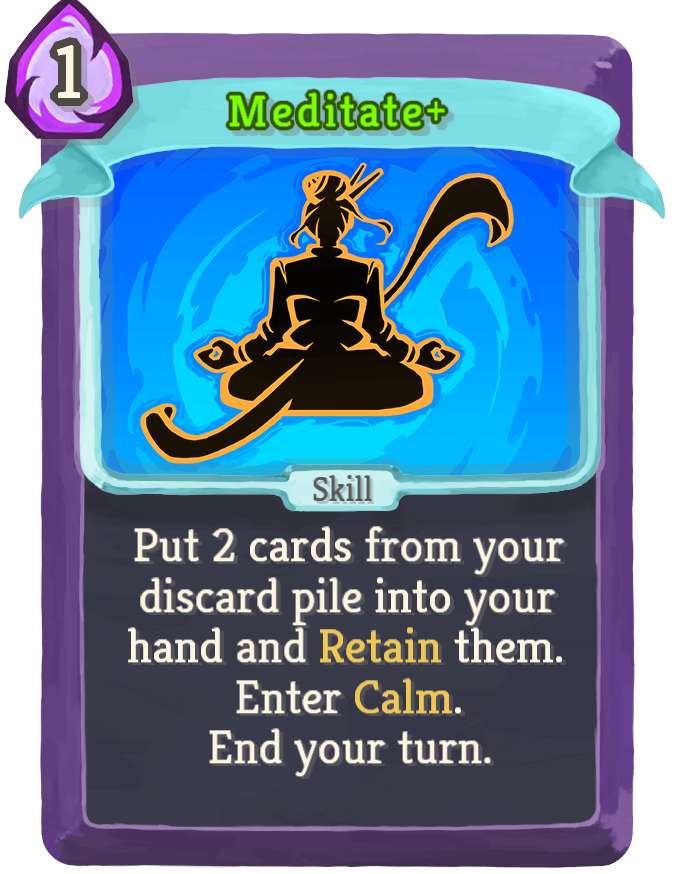 1
Meditate+
Skill
Put 2 cards from your
discard pile into your
hand and Retain them.
Enter Calm.
End your turn.